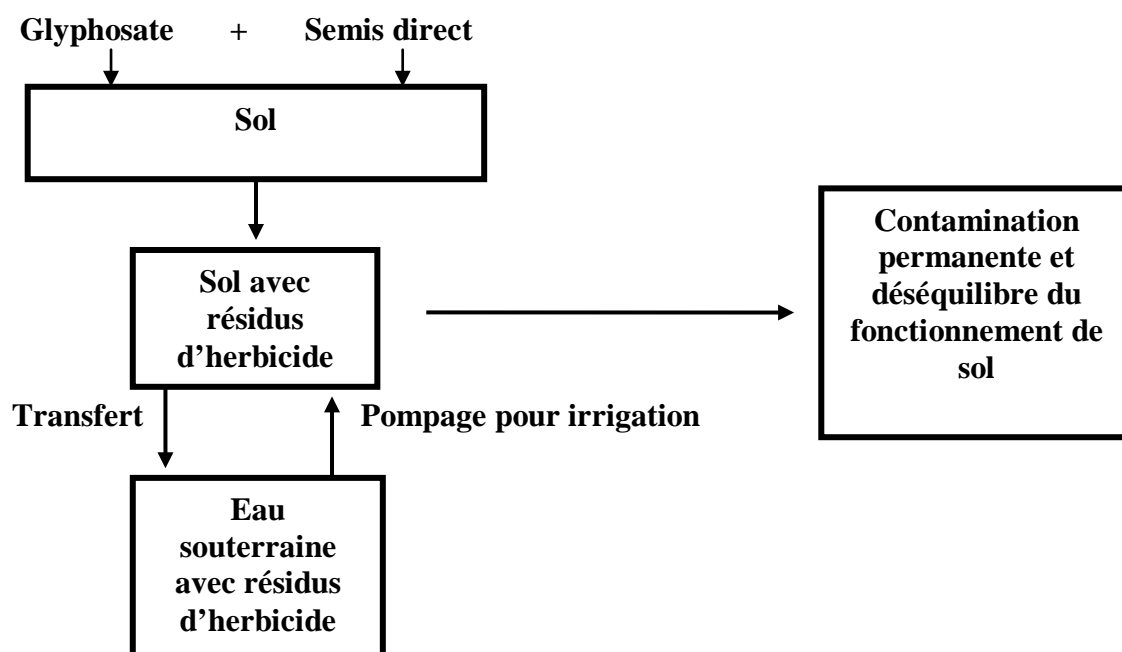 Glyphosate + Semis direct
Sol
Sol avec
résidus
d'herbicide
Contamination
permanente et
déséquilibre du
fonctionnement de
sol
Transfert
Pompage pour irrigation
Eau
souterraine
avec résidus
d'herbicide